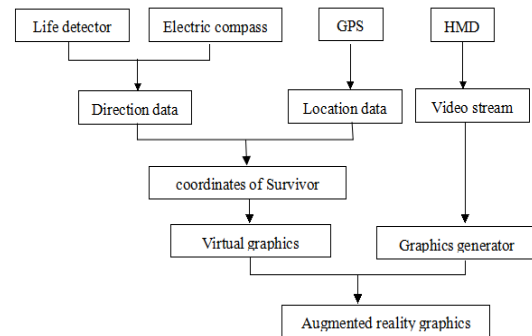 Life detector
Electric compass
GPS
HMD
Direction data
Location data
Video stream
coordinates of Survivor
Virtual graphics
Graphics generator
Augmented reality graphics